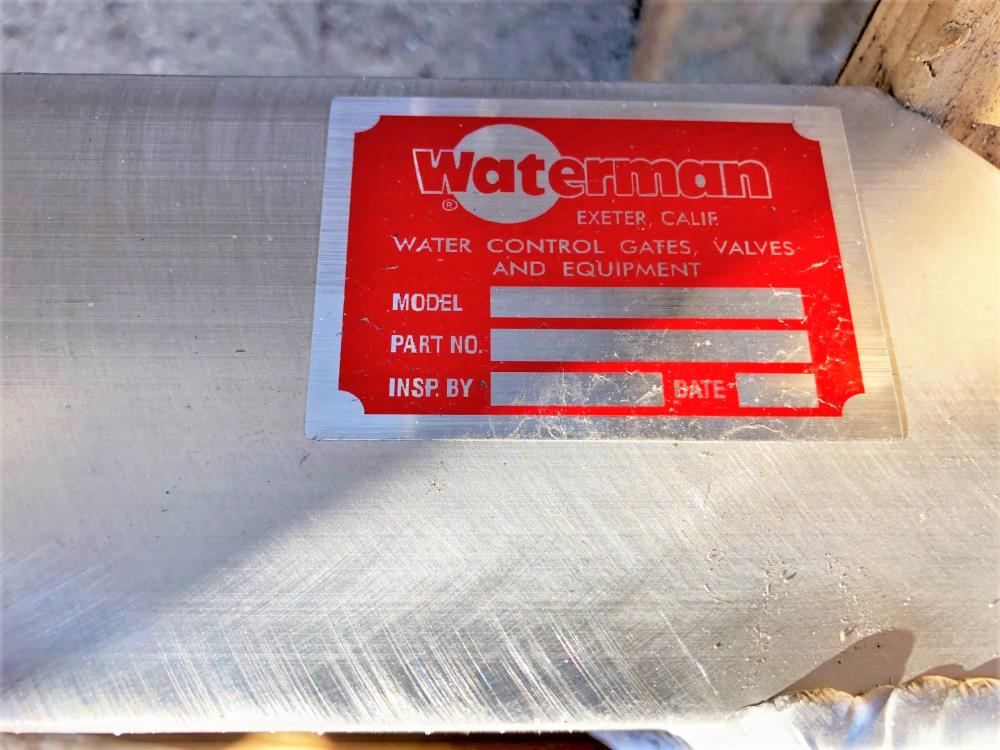 Waterman
®
EXETER, CALIF.
WATER CONTROL GATES, VALVES
AND EQUIPMENT
MODEL
PART NO.
INSP. BY DATE